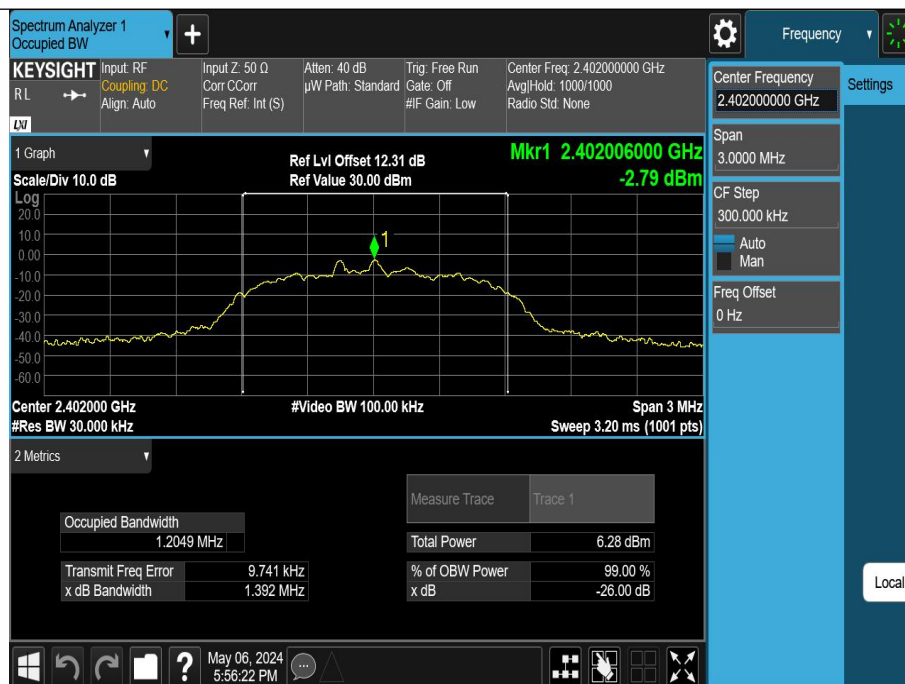 Spectrum Analyzer 1
Occupied BW
+
Frequency
KEYSIGHT
RL
LXI
Input: RF
Coupling: DC
Align: Auto
Input Z: 50 Ω
Corr CCorr
Freq Ref: Int (S)
Atten: 40 dB
µW Path: Standard
Trig: Free Run
Gate: Off
#IF Gain: Low
Center Freq: 2.402000000 GHz
Avg|Hold: 1000/1000
Radio Std: None
Center Frequency
2.402000000 GHz
Settings
Span
3.0000 MHz
CF Step
300.000 kHz
Auto
Man
Freq Offset
0 Hz
Local
1 Graph
Scale/Div 10.0 dB
Ref Lvl Offset 12.31 dB
Ref Value 30.00 dBm
Mkr1 2.402006000 GHz
-2.79 dBm
Log
20.0
10.0
0.00
-10.0
-20.0
-30.0
-40.0
-50.0
-60.0
1
Center 2.402000 GHz
#Video BW 100.00 kHz
Span 3 MHz
#Res BW 30.000 kHz
Sweep 3.20 ms (1001 pts)
2 Metrics
Measure Trace Trace 1
Occupied Bandwidth
1.2049 MHz
Total Power 6.28 dBm
Transmit Freq Error 9.741 kHz
% of OBW Power 99.00 %
x dB Bandwidth 1.392 MHz
x dB -26.00 dB
?
May 06, 2024
5:56:22 PM